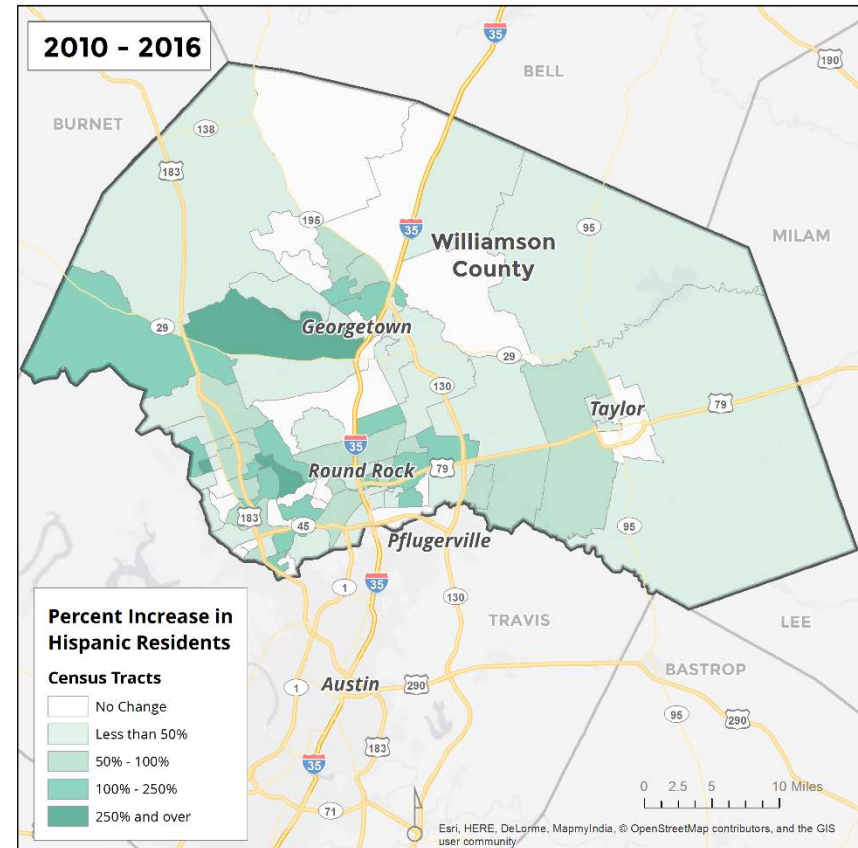 2010 - 2016
35
BELL
190
BURNET
138
183
195
35
95
MILAM
Williamson
County
29
Georgetown
29
130
Taylor
79
35
Round Rock
79
183
45
95
Pflugerville
1
35
130
TRAVIS
LEE
BASTROP
1
Austin
290
95
290
183
35
71
Percent Increase in
Hispanic Residents
Census Tracts
No Change
Less than 50%
50% - 100%
100% - 250%
250% and over
0 2.5 5 10 Miles
Esri, HERE, DeLorme, MapmyIndia, © OpenStreetMap contributors, and the GIS
user community